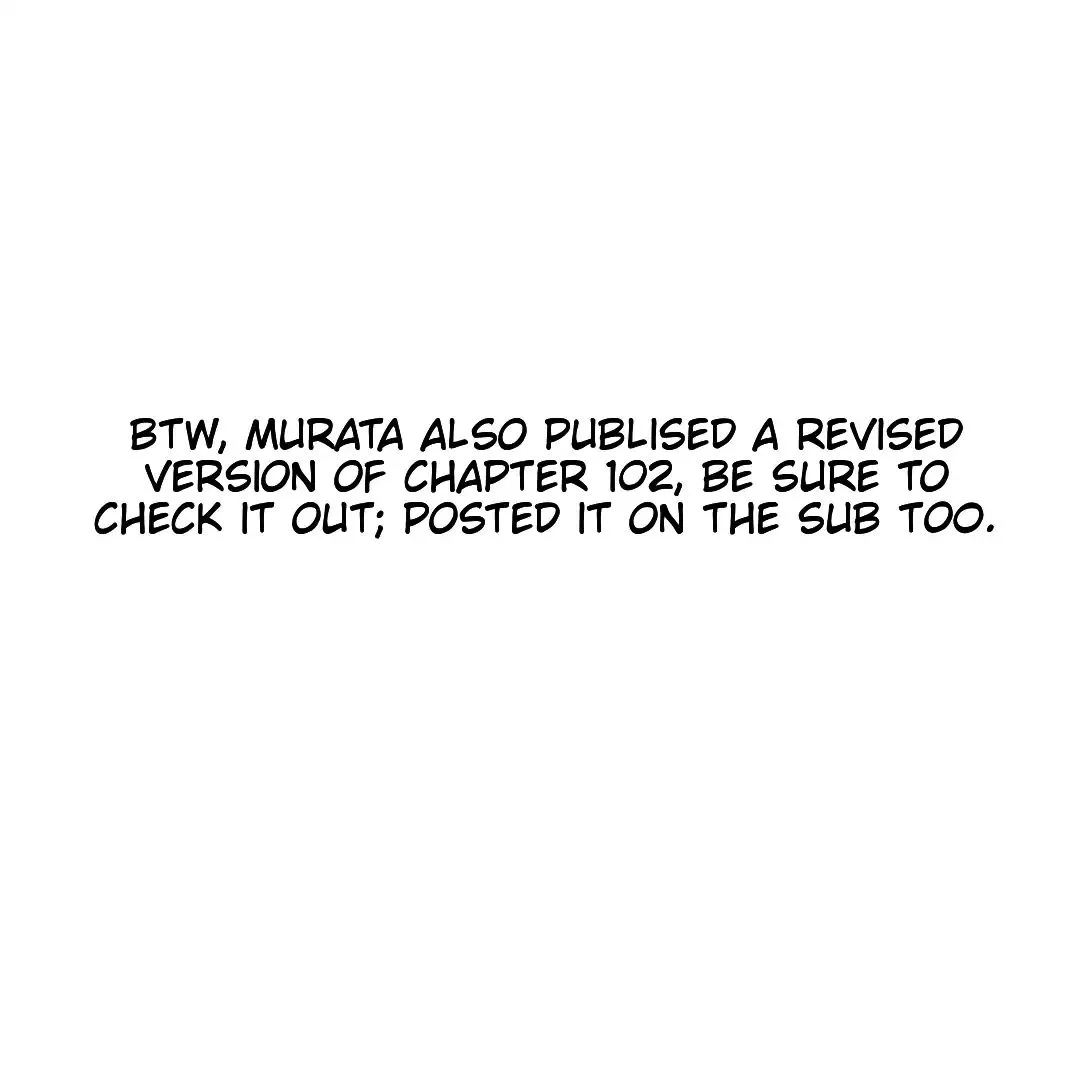 BTW, MURATA ALSO PUBLISED A REVISED
VERSION OF CHAPTER 102, BE SURE TO
CHECK IT OUT; POSTED IT ON THE SUB TOO.